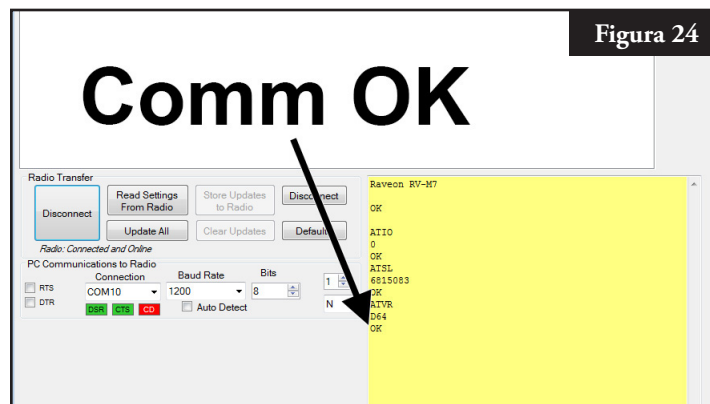 Figura 24
Comm OK
Radio Transfer
Disconnect
Read Settings
From Radio
Store Updates
to Radio
Disconnect
Update All
Clear Updates
Radio: Connected and Online
PC Communications to Radio
Connection
Baud Rate
Bits
RTS
COM10
1200
8
1
DTR
DSR
CTS
CD
Auto Detect
N
Raveon RV-M7
OK
ATIO
0
OK
ATSL
6815083
OK
ATVR
D64
OK